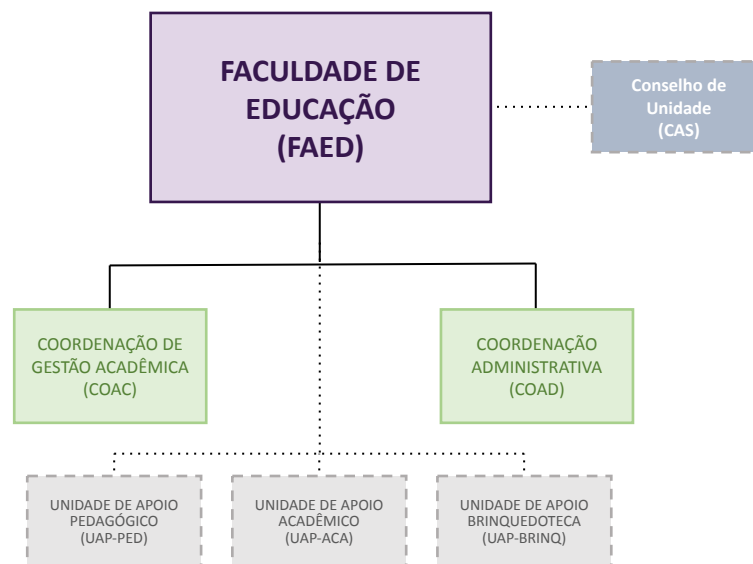 FACULDADE DE
EDUCAÇÃO
(FAED)
Conselho de
Unidade
(CAS)
COORDENAÇÃO DE
GESTÃO ACADÊMICA
(COAC)
COORDENAÇÃO
ADMINISTRATIVA
(COAD)
UNIDADE DE APOIO
PEDAGÓGICO
(UAP-PED)
UNIDADE DE APOIO
ACADÊMICO
(UAP-ACA)
UNIDADE DE APOIO
BRINQUEDOTECA
(UAP-BRINQ)